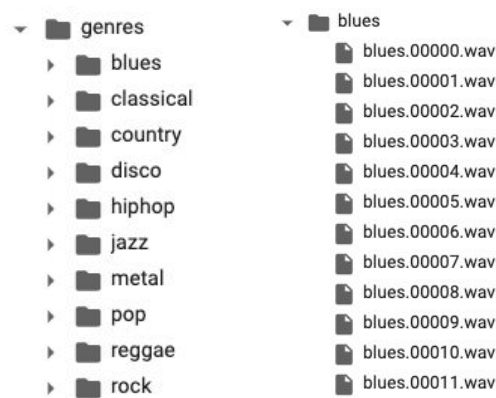 genres
blues
classical
country
disco
hiphop
jazz
metal
pop
reggae
rock
blues
blues.00000.wav
blues.00001.wav
blues.00002.wav
blues.00003.wav
blues.00004.wav
blues.00005.wav
blues.00006.wav
blues.00007.wav
blues.00008.wav
blues.00009.wav
blues.00010.wav
blues.00011.wav